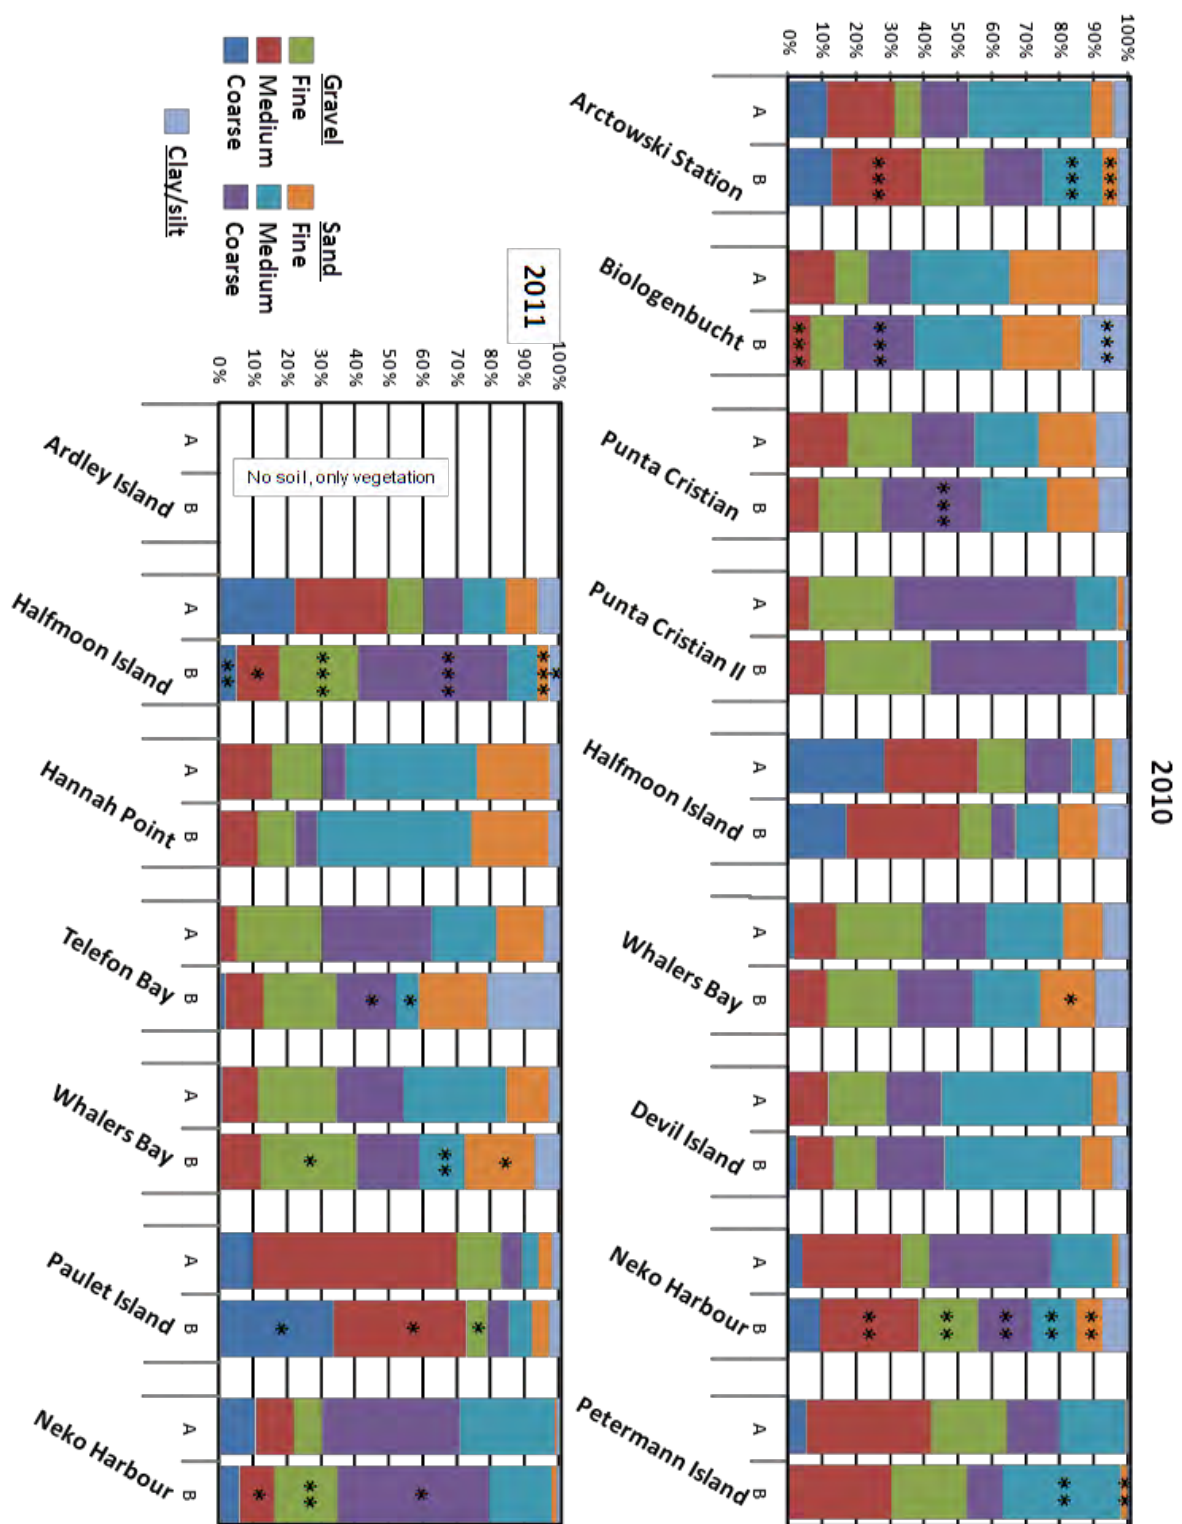 2010
100%
90%
80%
70%
60%
50%
40%
30%
20%
10%
0%
A B A B A B A B A B A B A B A B A B
*** *** ***
*** *** ***
***
*
** ** ** ** **
** **
Arctowski Station
Biologenbucht
Punta Cristian
Punta Cristian II
Halfmoon Island
Whalers Bay
Devil Island
Neko Harbour
Petermann Island
2011
100%
90%
80%
70%
60%
50%
40%
30%
20%
10%
0%
No soil, only vegetation
A B A B A B A B A B A B A B
** * *** *** *** *
* *
* ** *
* * *
* ** *
Ardley Island
Halfmoon Island
Hannah Point
Telefon Bay
Whalers Bay
Paulet Island
Neko Harbour
Gravel Sand
Fine Fine
Medium Medium
Coarse Coarse
Clay/silt